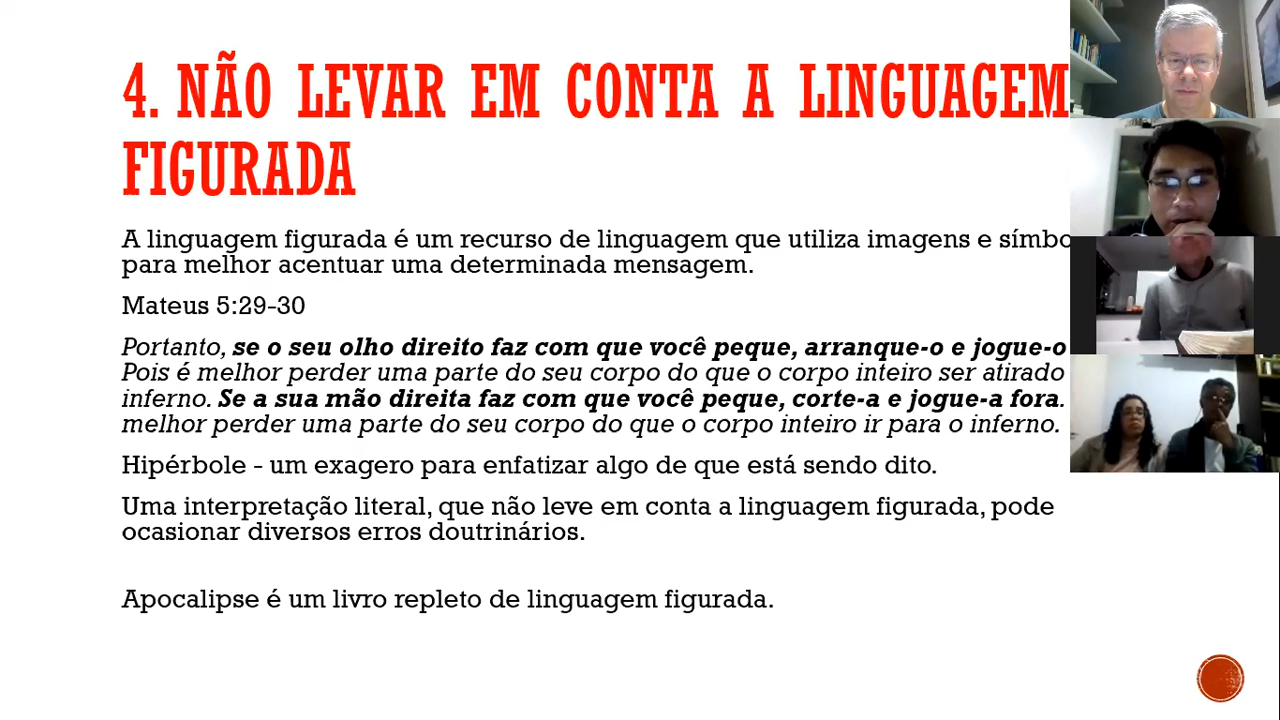 4. NÃO LEVAR EM CONTA A LINGUAGEM
FIGURADA
A linguagem figurada é um recurso de linguagem que utiliza imagens e
para melhor acentuar uma determinada mensagem.
Mateus 5:29-30
Portanto, se o seu olho direito faz com que você peque, arranque-o e jogue-o
Pois é melhor perder uma parte do seu corpo do que o corpo inteiro ser atirado
inferno. Se a sua mão direita faz com que você peque, corte-a e jogue-a fora.
melhor perder uma parte do seu corpo do que o corpo inteiro ir para o inferno.
Hipérbole - um exagero para enfatizar algo de que está sendo dito.
Uma interpretação literal, que não leve em conta a linguagem figurada, pode
ocasionar diversos erros doutrinários.
Apocalipse é um livro repleto de linguagem figurada.